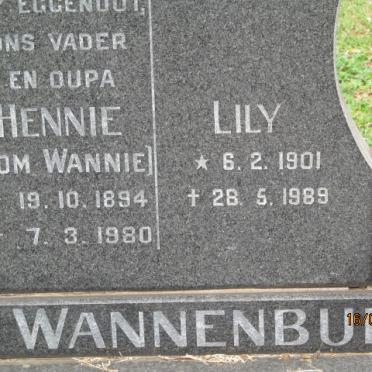 EGGENOOT,
ONS VADER
EN OUPA
HENNIE
OM WANNIE]
19.10.1894
7.3.1980
LILY
★ 6.2.1901
✝ 28.5.1989
WANNENBU
16/0